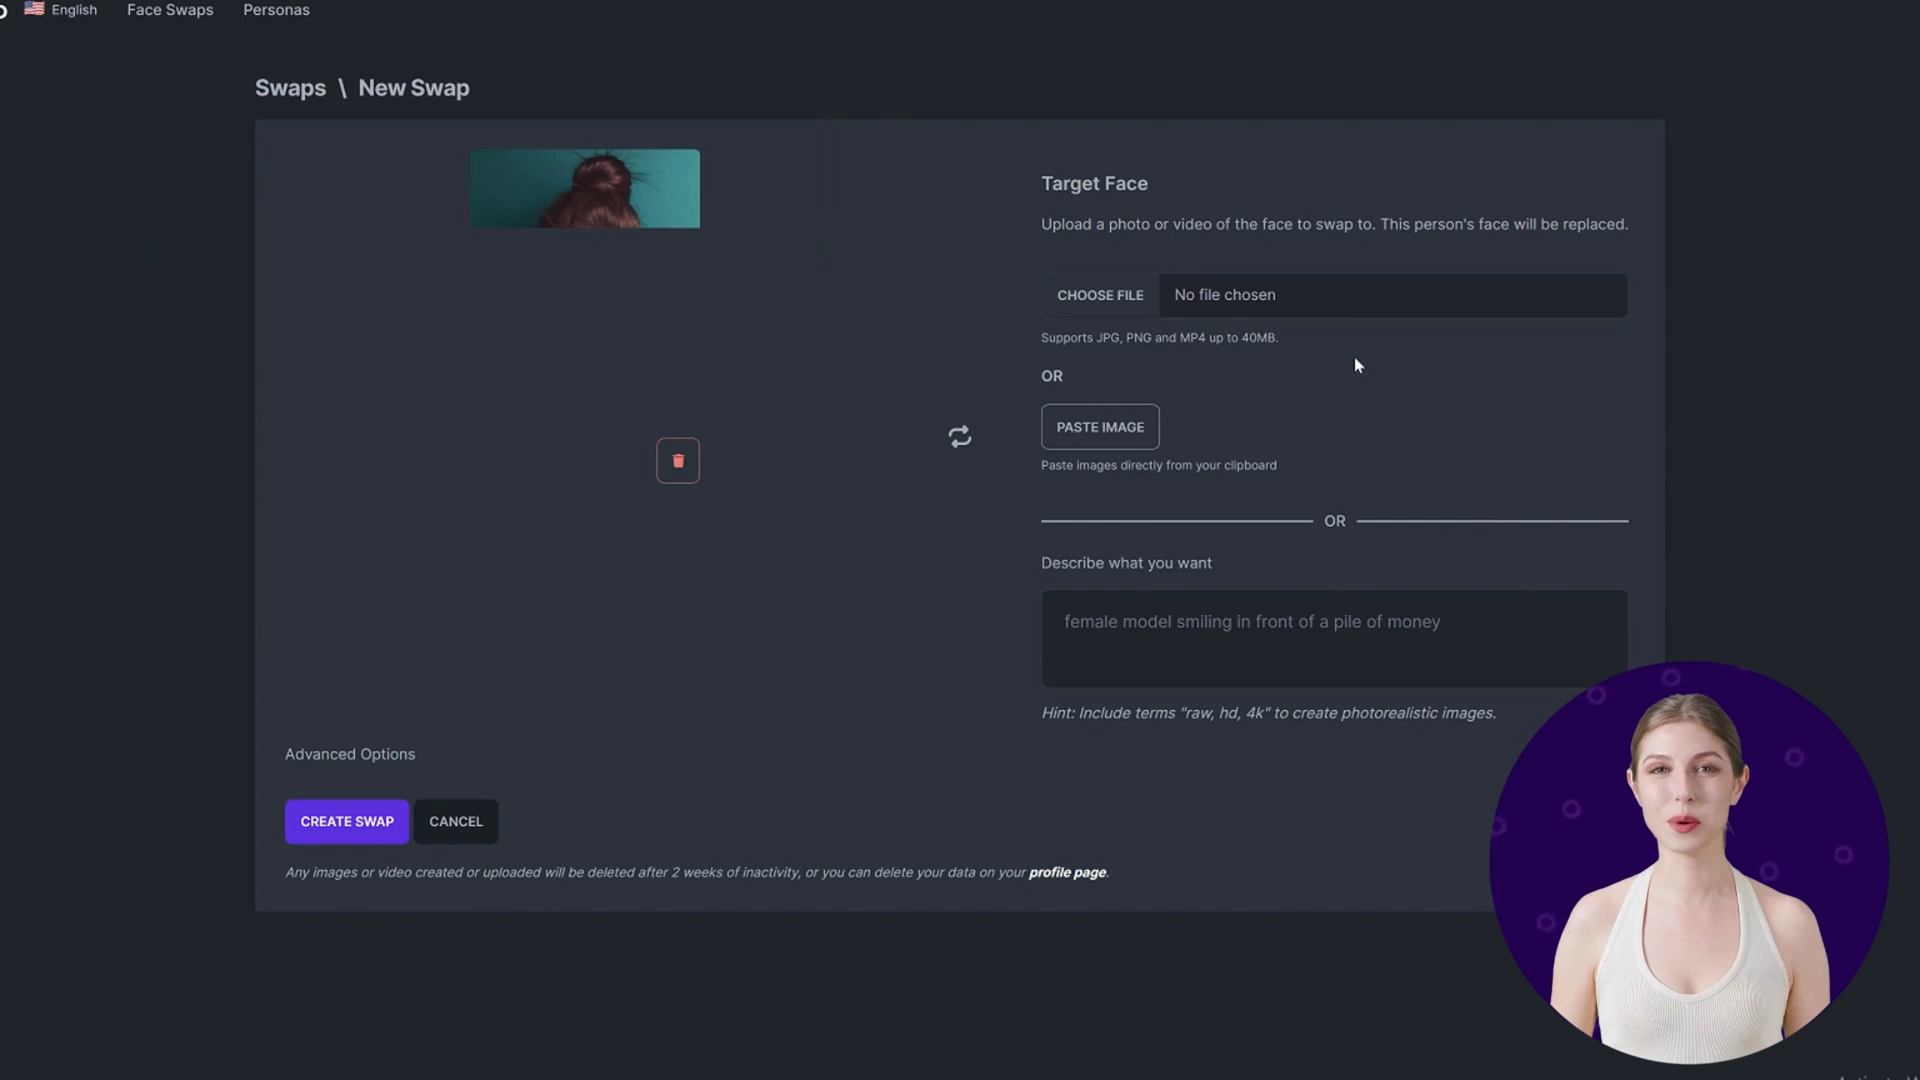 English Face Swaps Personas
Swaps \ New Swap
Target Face
Upload a photo or video of the face to swap to. This person's face will be replaced.
CHOOSE FILE No file chosen
Supports JPG, PNG and MP4 up to 40MB.
OR
PASTE IMAGE
Paste images directly from your clipboard
OR
Describe what you want
female model smiling in front of a pile of money
Hint: Include terms "raw, hd, 4k" to create photorealistic images.
Advanced Options
CREATE SWAP CANCEL
Any images or video created or uploaded will be deleted after 2 weeks of inactivity, or you can delete your data on your profile page.